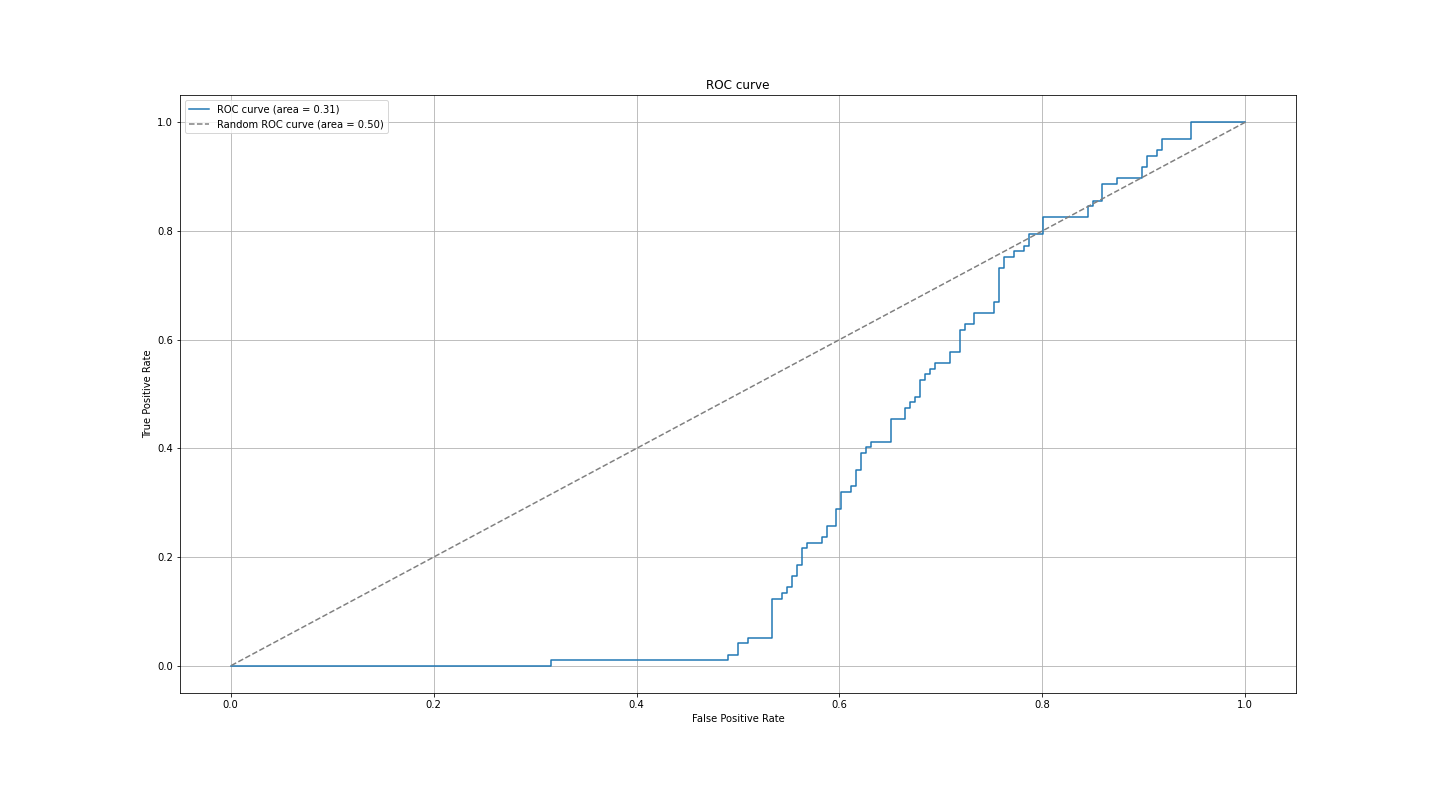 ROC curve
ROC curve (area = 0.31)
Random ROC curve (area = 0.50)
1.0
0.8
0.6
0.4
0.2
0.0
True Positive Rate
0.0 0.2 0.4 0.6 0.8 1.0
False Positive Rate